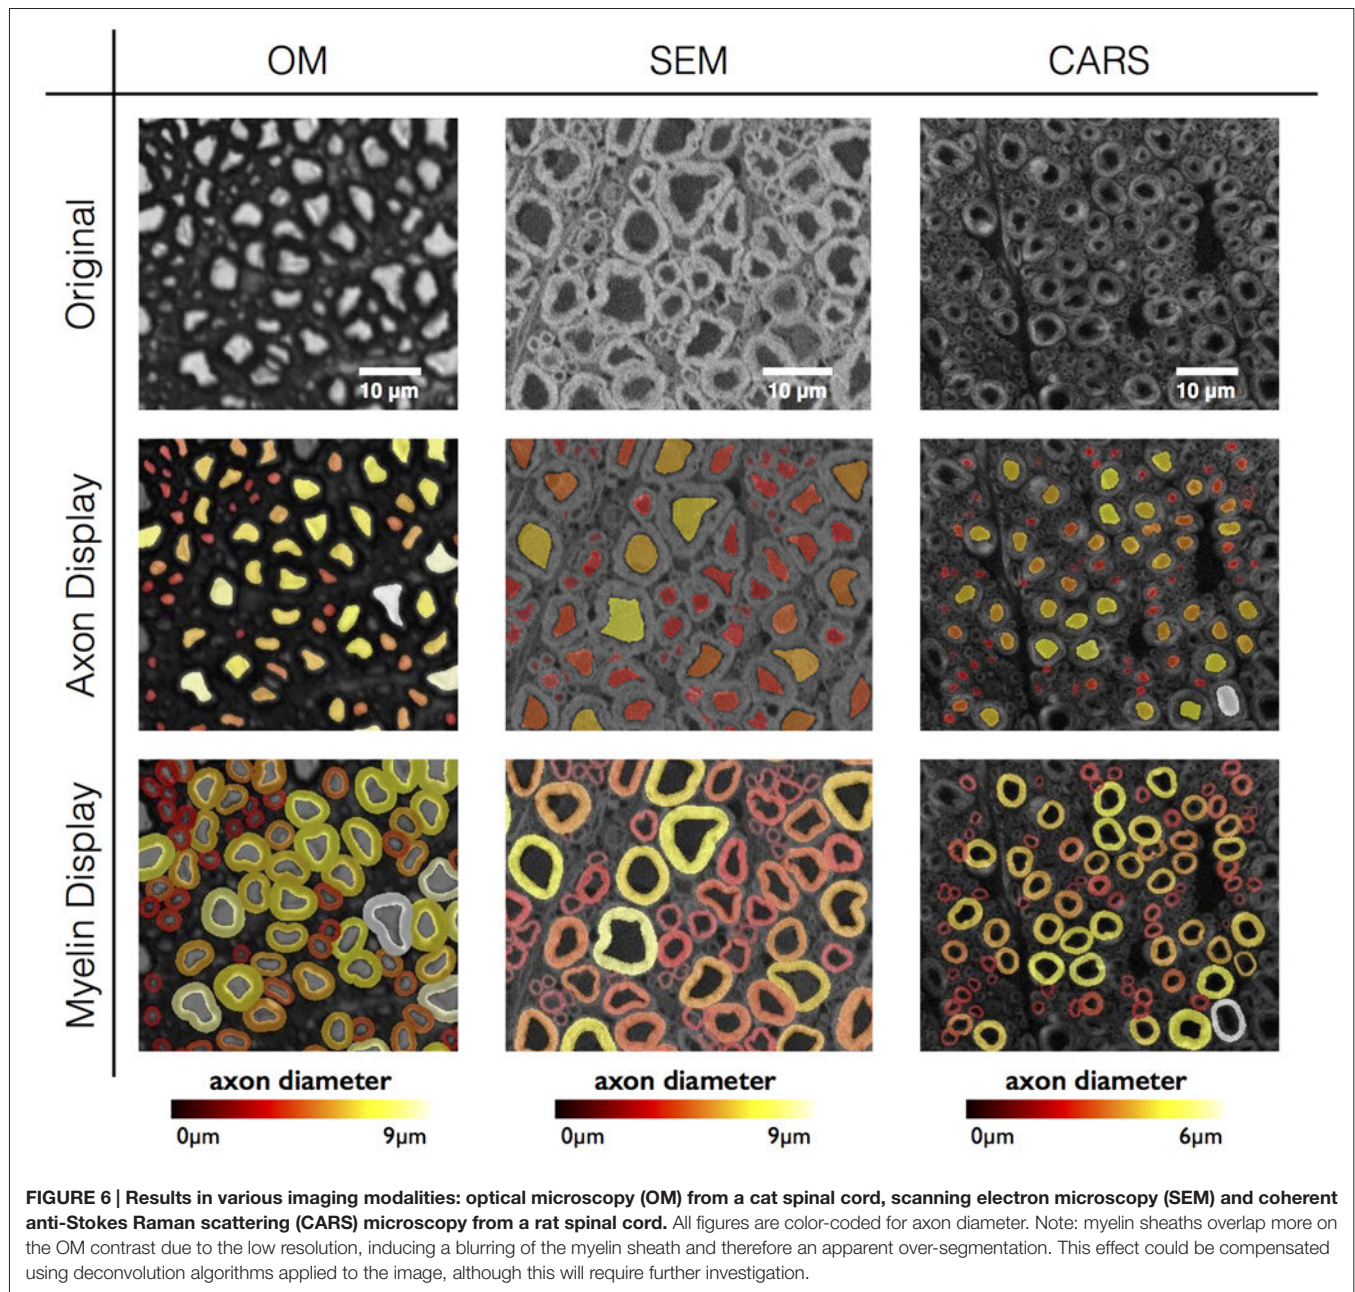 OM SEM CARS
Original
10 µm 10 µm 10 µm
Axon Display
Myelin Display
axon diameter axon diameter axon diameter
0µm 9µm 0µm 9µm 0µm 6µm
FIGURE 6 | Results in various imaging modalities: optical microscopy (OM) from a cat spinal cord, scanning electron microscopy (SEM) and coherent
anti-Stokes Raman scattering (CARS) microscopy from a rat spinal cord. All figures are color-coded for axon diameter. Note: myelin sheaths overlap more on
the OM contrast due to the low resolution, inducing a blurring of the myelin sheath and therefore an apparent over-segmentation. This effect could be compensated
using deconvolution algorithms applied to the image, although this will require further investigation.